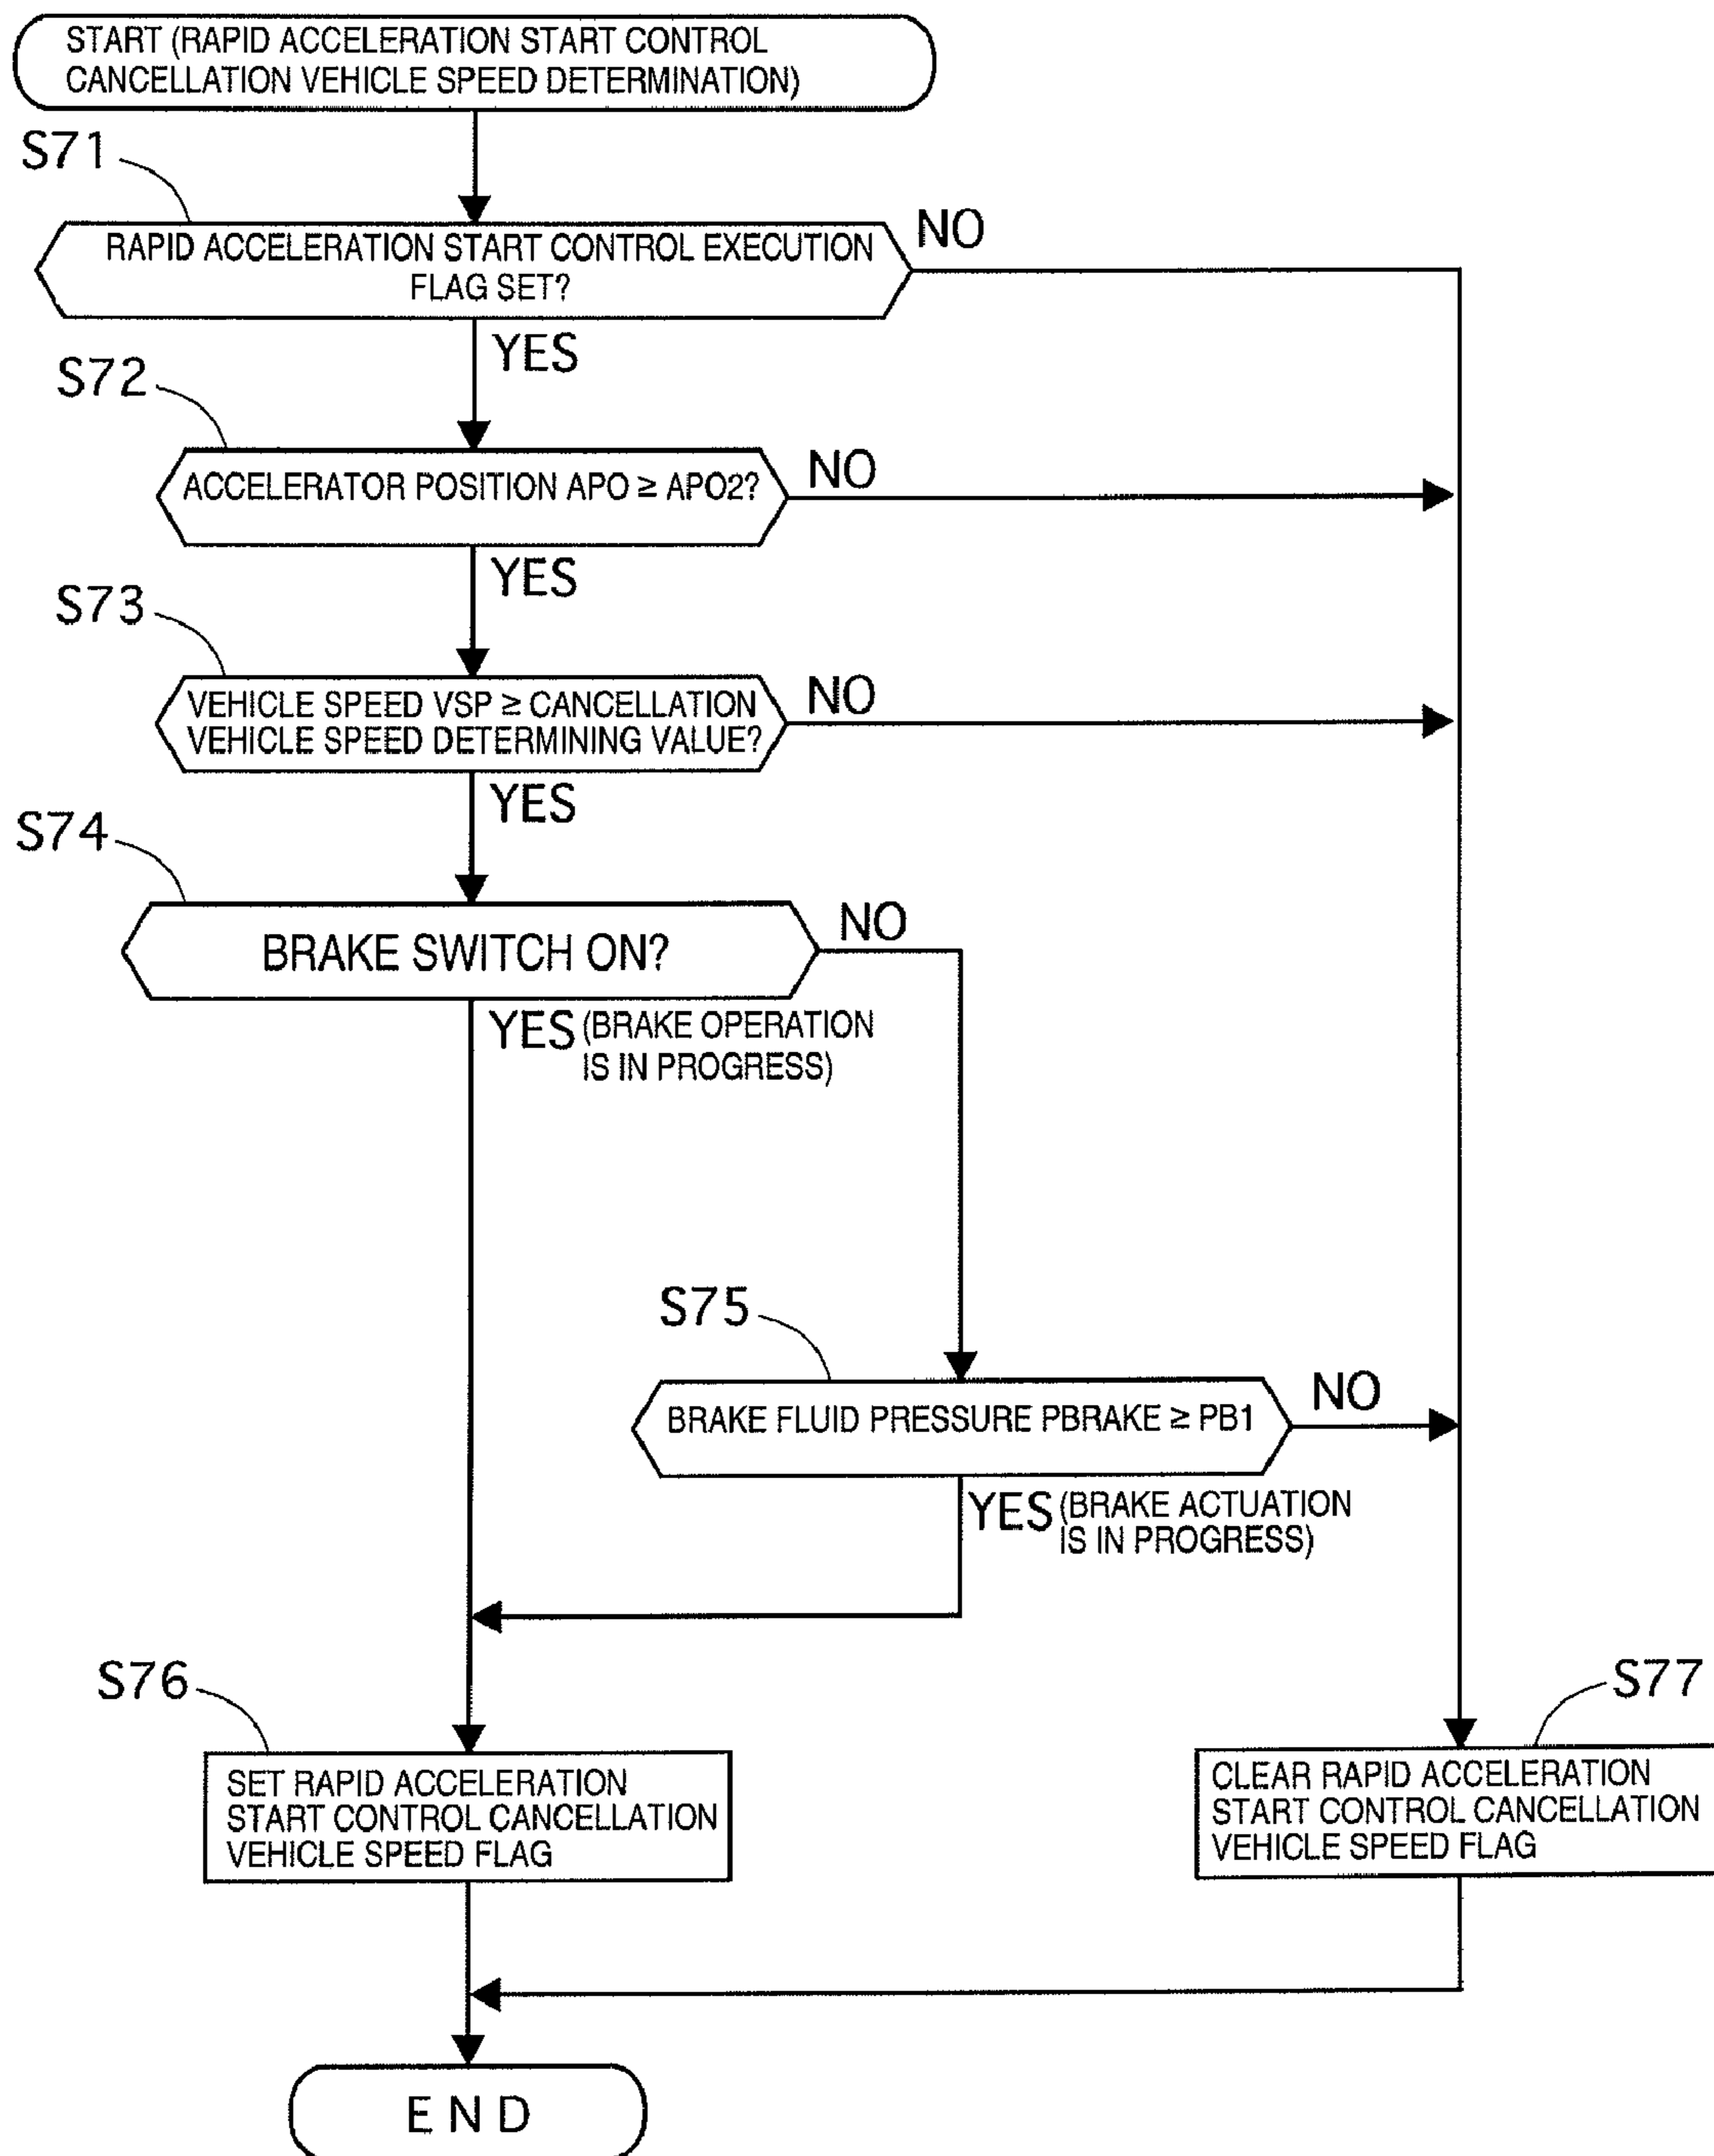 START (RAPID ACCELERATION START CONTROL
CANCELLATION VEHICLE SPEED DETERMINATION)
S71
RAPID ACCELERATION START CONTROL EXECUTION
FLAG SET?
NO
YES
S72
ACCELERATOR POSITION APO ≥ APO2?
NO
YES
S73
VEHICLE SPEED VSP ≥ CANCELLATION
VEHICLE SPEED DETERMINING VALUE?
NO
YES
S74
BRAKE SWITCH ON?
NO
YES (BRAKE OPERATION
IS IN PROGRESS)
S75
BRAKE FLUID PRESSURE PBRAKE ≥ PB1
NO
YES (BRAKE ACTUATION
IS IN PROGRESS)
S76
SET RAPID ACCELERATION
START CONTROL CANCELLATION
VEHICLE SPEED FLAG
S77
CLEAR RAPID ACCELERATION
START CONTROL CANCELLATION
VEHICLE SPEED FLAG
END